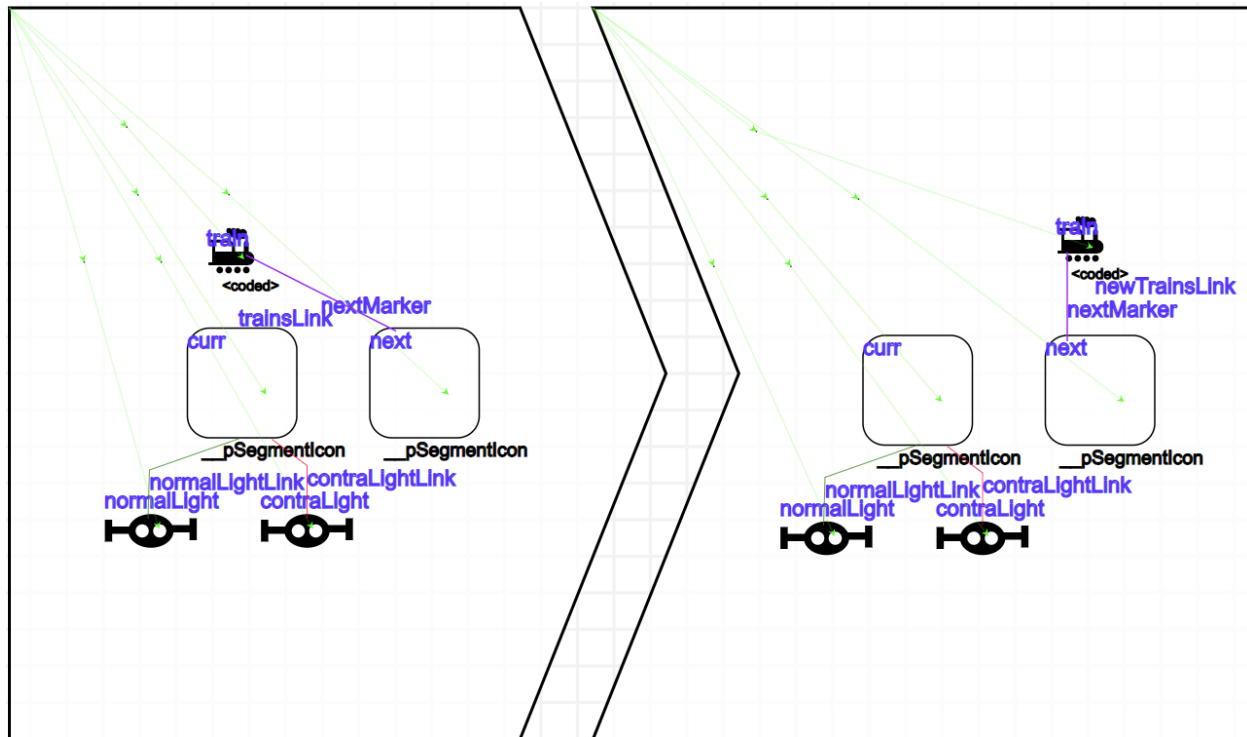 train
<coded>
nextMarker
trainsLink
curr
next
__pSegmentIcon
__pSegmentIcon
contraLightLink
normalLightLink
normalLight
contraLight
train
<coded>
newTrainsLink
nextMarker
curr
next
__pSegmentIcon
__pSegmentIcon
contraLightLink
normalLightLink
normalLight
contraLight